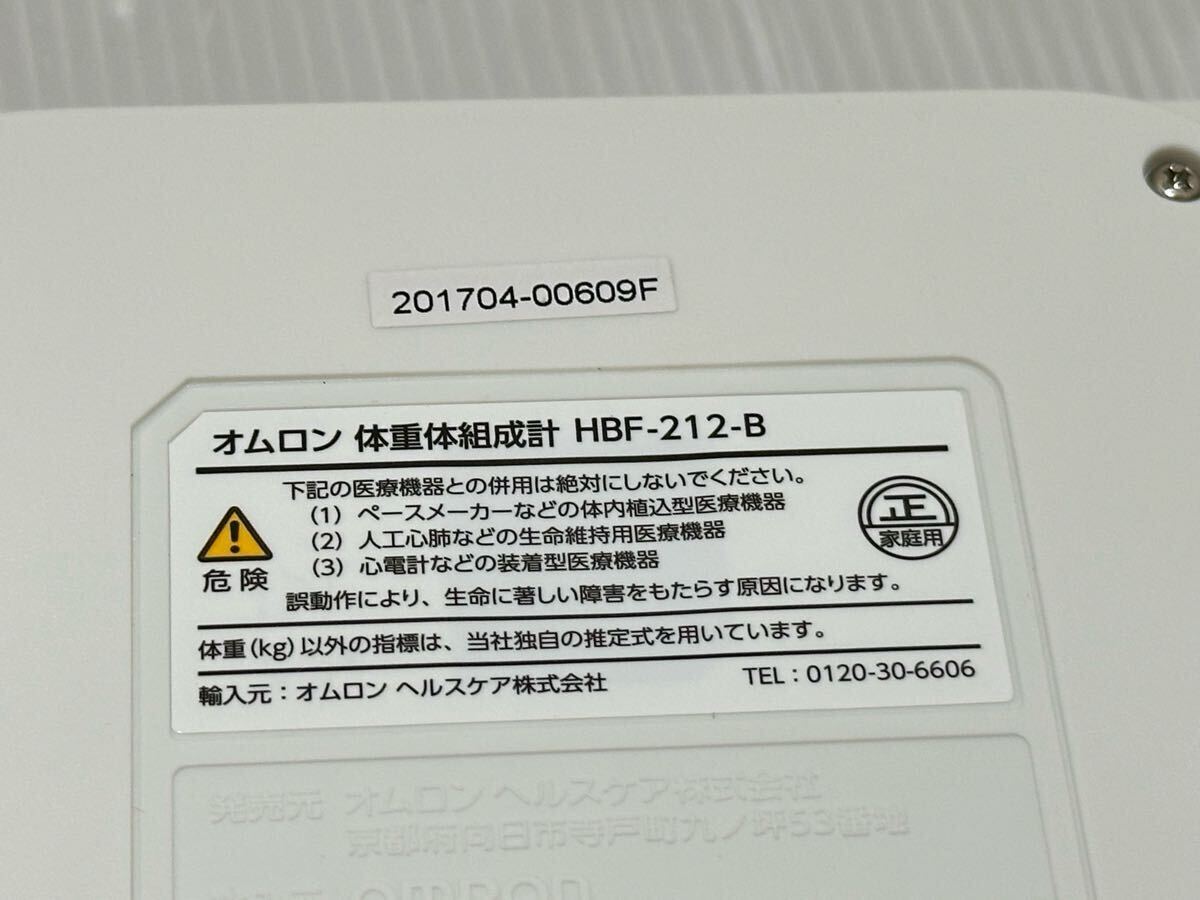 201704-00609F
オムロン 体重体組成計 HBF-212-B
下記の医療機器との併用は絶対にしないでください。
(1) ペースメーカーなどの体内植込型医療機器
(2) 人工心肺などの生命維持用医療機器
(3) 心電計などの装着型医療機器
誤動作により、生命に著しい障害をもたらす原因になります。
危険
正
家庭用
体重(kg)以外の指標は、当社独自の推定式を用いています。
輸入元：オムロン ヘルスケア株式会社 TEL：0120-30-6606
発売元 オムロン ヘルスケア株式会社
京都府向日市寺戸町九ノ坪53番地
OMRON